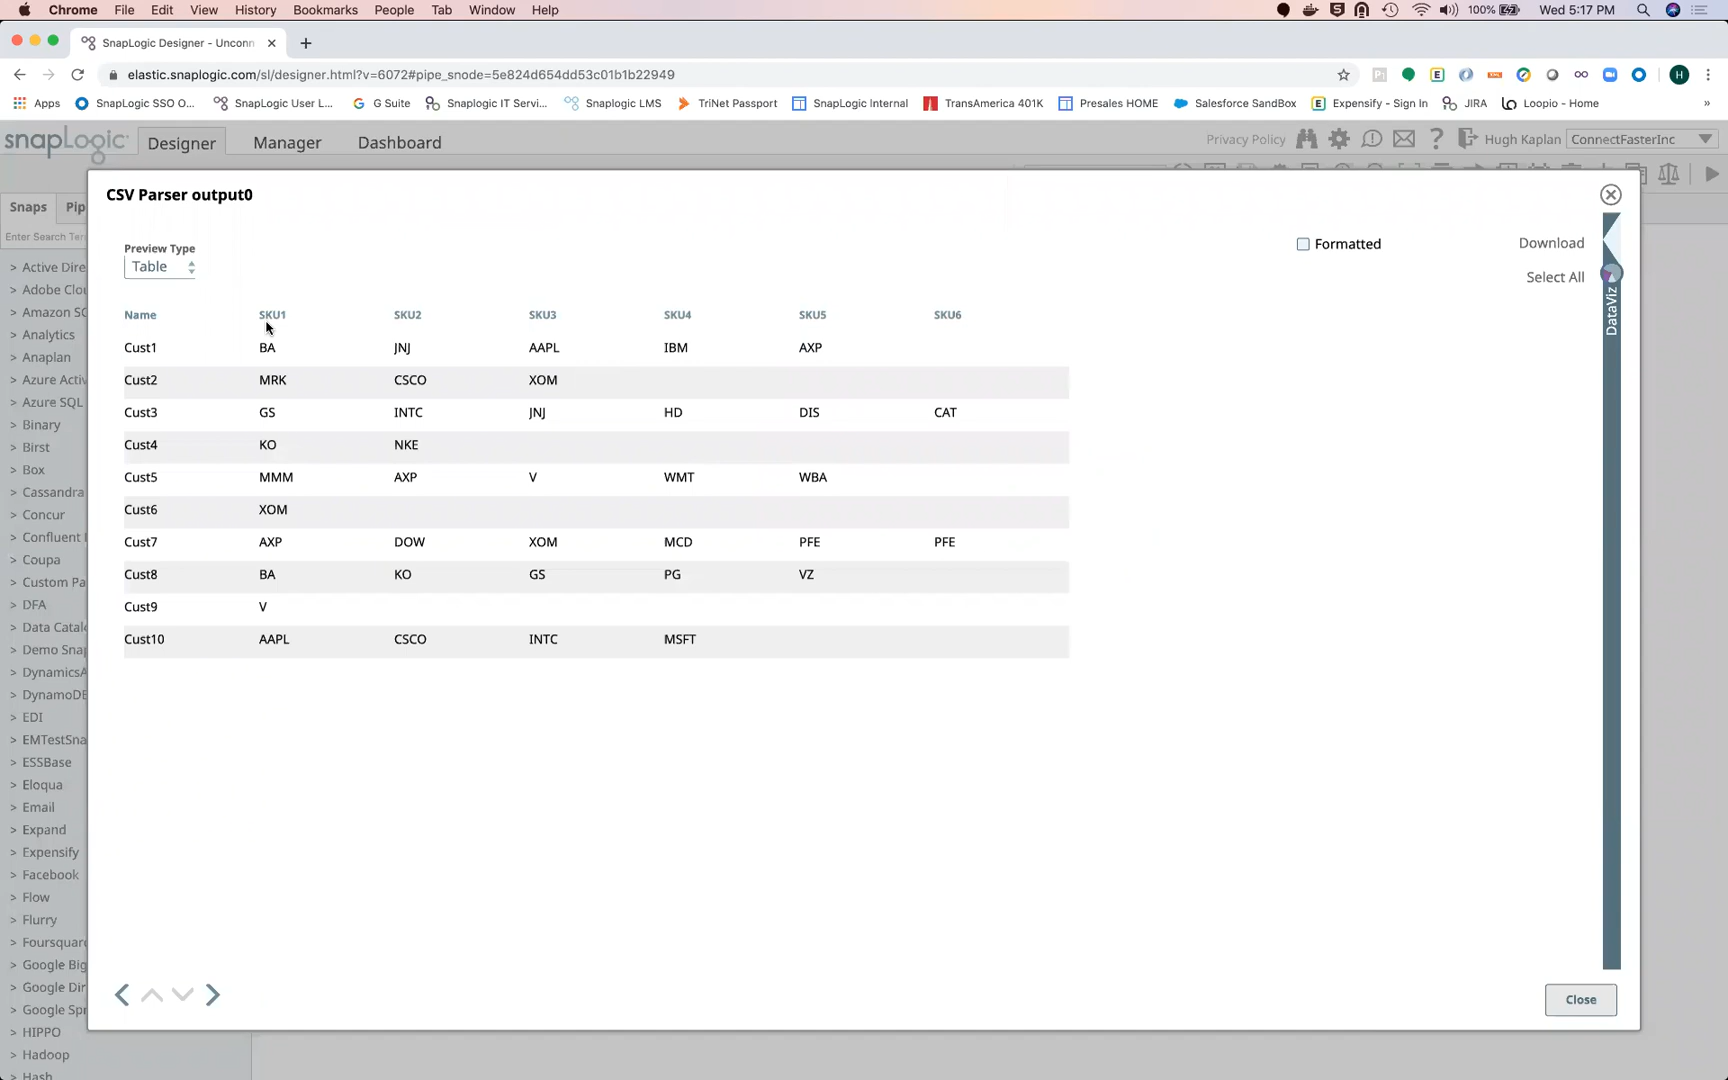 Chrome File Edit View History Bookmarks People Tab Window Help 100% Wed 5:17 PM
SnapLogic Designer - Unconn
elastic.snaplogic.com/sl/designer.html?v=6072#pipe_snode=5e824d654dd53c01b1b22949
Apps SnapLogic SSO O... SnapLogic User L... G Suite Snaplogic IT Servi... Snaplogic LMS TriNet Passport SnapLogic Internal TransAmerica 401K Presales HOME Salesforce SandBox Expensify - Sign In JIRA Loopio - Home »
snapLogic Designer Manager Dashboard Privacy Policy Hugh Kaplan ConnectFasterInc
CSV Parser output0
Snaps Pip
Enter Search Ter
Preview Type
Table
Formatted
Download
Select All
DataViz
Name SKU1 SKU2 SKU3 SKU4 SKU5 SKU6
Cust1 BA JNJ AAPL IBM AXP
Cust2 MRK CSCO XOM
Cust3 GS INTC JNJ HD DIS CAT
Cust4 KO NKE
Cust5 MMM AXP V WMT WBA
Cust6 XOM
Cust7 AXP DOW XOM MCD PFE PFE
Cust8 BA KO GS PG VZ
Cust9 V
Cust10 AAPL CSCO INTC MSFT
> Active Dire
> Adobe Clou
> Amazon SQ
> Analytics
> Anaplan
> Azure Activ
> Azure SQL
> Binary
> Birst
> Box
> Cassandra
> Concur
> Confluent
> Coupa
> Custom Pa
> DFA
> Data Catal
> Demo Snap
> DynamicsA
> DynamoDB
> EDI
> EMTestSna
> ESSBase
> Eloqua
> Email
> Expand
> Expensify
> Facebook
> Flow
> Flurry
> Foursquar
> Google Big
> Google Dir
> Google Spr
> HIPPO
> Hadoop
> Hash
Close